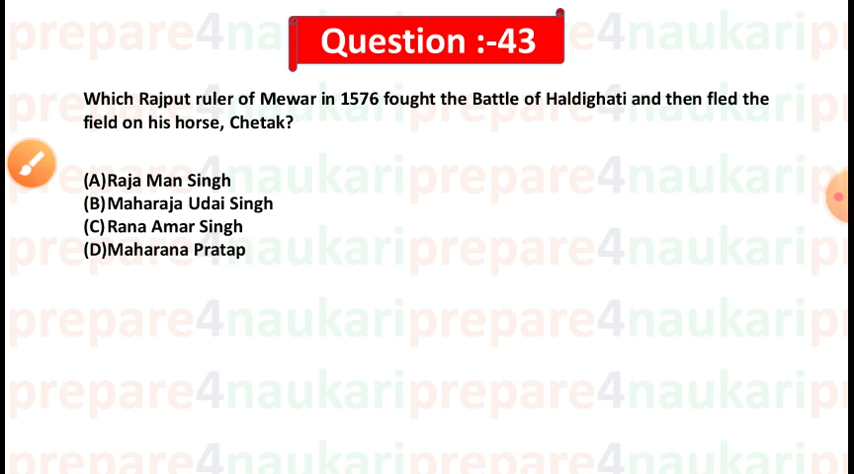 Question :-43
Which Rajput ruler of Mewar in 1576 fought the Battle of Haldighati and then fled the
field on his horse, Chetak?
(A)Raja Man Singh
(B)Maharaja Udai Singh
(C)Rana Amar Singh
(D)Maharana Pratap
prepare4naukari